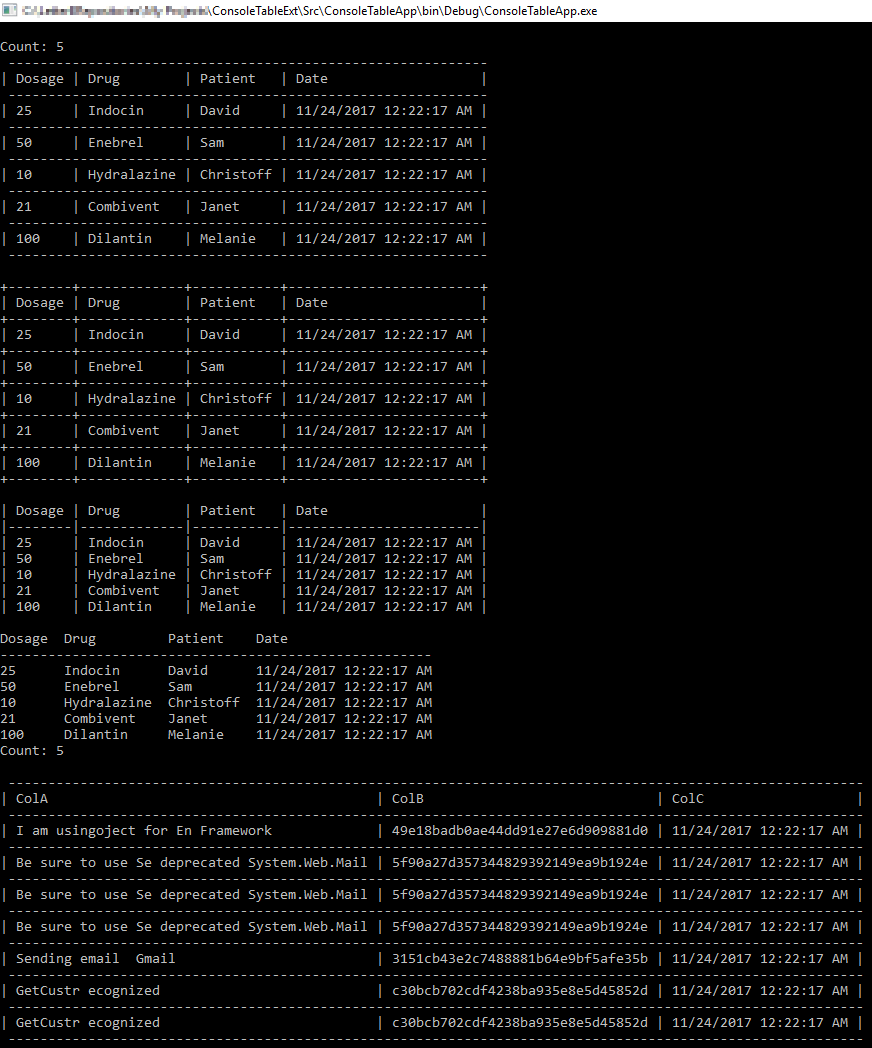 \ConsoleTableExt\Src\ConsoleTableApp\bin\Debug\ConsoleTableApp.exe
Count: 5
------------------------------------------------------------
| Dosage | Drug        | Patient   | Date                   |
------------------------------------------------------------
| 25     | Indocin     | David     | 11/24/2017 12:22:17 AM |
------------------------------------------------------------
| 50     | Enebrel     | Sam       | 11/24/2017 12:22:17 AM |
------------------------------------------------------------
| 10     | Hydralazine | Christoff | 11/24/2017 12:22:17 AM |
------------------------------------------------------------
| 21     | Combivent   | Janet     | 11/24/2017 12:22:17 AM |
------------------------------------------------------------
| 100    | Dilantin    | Melanie   | 11/24/2017 12:22:17 AM |
------------------------------------------------------------
+--------+-------------+-----------+------------------------+
| Dosage | Drug        | Patient   | Date                   |
+--------+-------------+-----------+------------------------+
| 25     | Indocin     | David     | 11/24/2017 12:22:17 AM |
+--------+-------------+-----------+------------------------+
| 50     | Enebrel     | Sam       | 11/24/2017 12:22:17 AM |
+--------+-------------+-----------+------------------------+
| 10     | Hydralazine | Christoff | 11/24/2017 12:22:17 AM |
+--------+-------------+-----------+------------------------+
| 21     | Combivent   | Janet     | 11/24/2017 12:22:17 AM |
+--------+-------------+-----------+------------------------+
| 100    | Dilantin    | Melanie   | 11/24/2017 12:22:17 AM |
+--------+-------------+-----------+------------------------+
| Dosage | Drug        | Patient   | Date                   |
|--------|-------------|-----------|------------------------|
| 25     | Indocin     | David     | 11/24/2017 12:22:17 AM |
| 50     | Enebrel     | Sam       | 11/24/2017 12:22:17 AM |
| 10     | Hydralazine | Christoff | 11/24/2017 12:22:17 AM |
| 21     | Combivent   | Janet     | 11/24/2017 12:22:17 AM |
| 100    | Dilantin    | Melanie   | 11/24/2017 12:22:17 AM |
Dosage  Drug         Patient    Date
------------------------------------------------------
25      Indocin      David      11/24/2017 12:22:17 AM
50      Enebrel      Sam        11/24/2017 12:22:17 AM
10      Hydralazine  Christoff  11/24/2017 12:22:17 AM
21      Combivent    Janet      11/24/2017 12:22:17 AM
100     Dilantin     Melanie    11/24/2017 12:22:17 AM
Count: 5
-----------------------------------------------------------------------------------------------------------
| ColA                                         | ColB                             | ColC                   |
-----------------------------------------------------------------------------------------------------------
| I am usingoject for En Framework             | 49e18badb0ae44dd91e27e6d909881d0 | 11/24/2017 12:22:17 AM |
-----------------------------------------------------------------------------------------------------------
| Be sure to use Se deprecated System.Web.Mail | 5f90a27d357344829392149ea9b1924e | 11/24/2017 12:22:17 AM |
-----------------------------------------------------------------------------------------------------------
| Be sure to use Se deprecated System.Web.Mail | 5f90a27d357344829392149ea9b1924e | 11/24/2017 12:22:17 AM |
-----------------------------------------------------------------------------------------------------------
| Be sure to use Se deprecated System.Web.Mail | 5f90a27d357344829392149ea9b1924e | 11/24/2017 12:22:17 AM |
-----------------------------------------------------------------------------------------------------------
| Sending email  Gmail                         | 3151cb43e2c7488881b64e9bf5afe35b | 11/24/2017 12:22:17 AM |
-----------------------------------------------------------------------------------------------------------
| GetCustr ecognized                           | c30bcb702cdf4238ba935e8e5d45852d | 11/24/2017 12:22:17 AM |
-----------------------------------------------------------------------------------------------------------
| GetCustr ecognized                           | c30bcb702cdf4238ba935e8e5d45852d | 11/24/2017 12:22:17 AM |
-----------------------------------------------------------------------------------------------------------